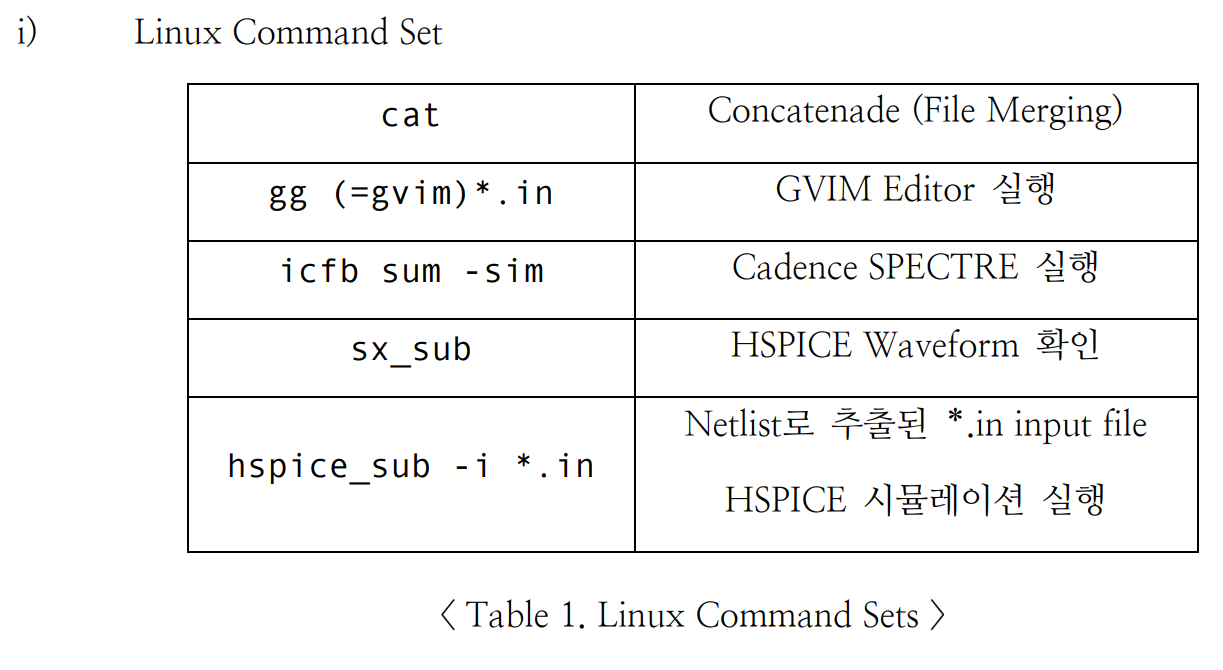 i) Linux Command Set
cat Concatenade (File Merging)
gg (=gvim)*.in GVIM Editor 실행
icfb sum -sim Cadence SPECTRE 실행
sx_sub HSPICE Waveform 확인
hspice_sub -i *.in Netlist로 추출된 *.in input file
HSPICE 시뮬레이션 실행
〈 Table 1. Linux Command Sets 〉